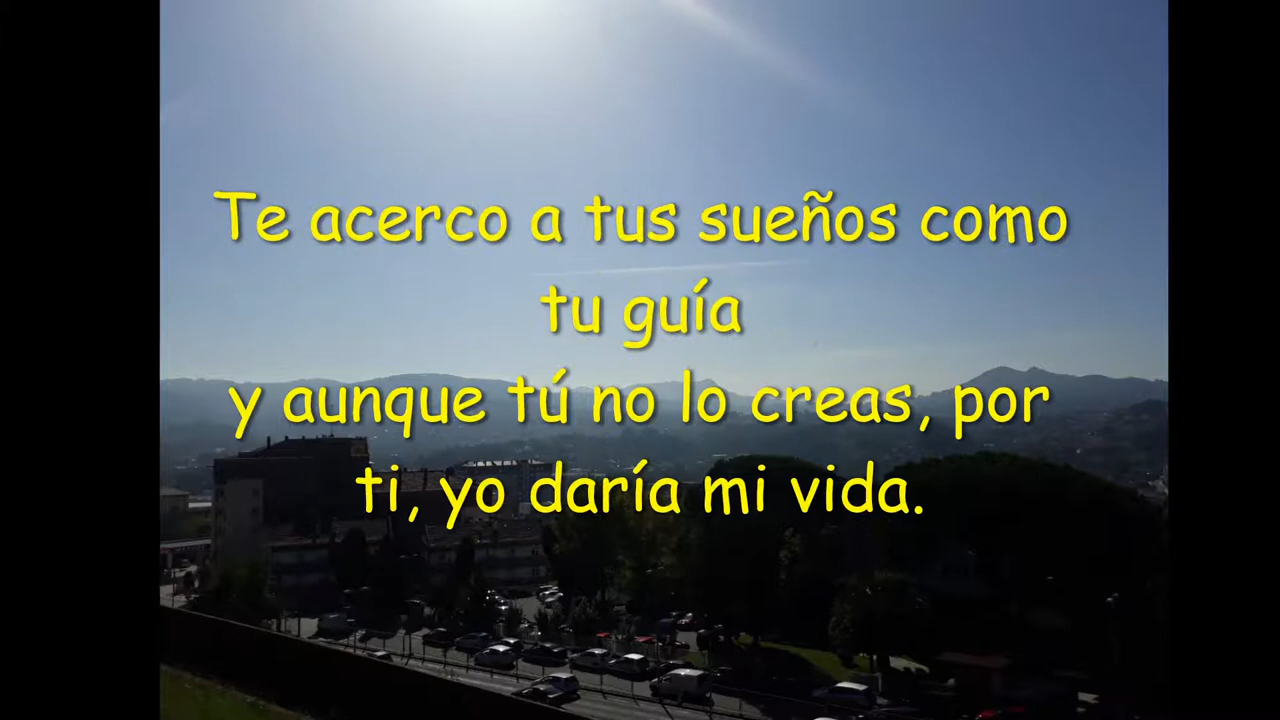 Te acerco a tus sueños como
tu guía
y aunque tú no lo creas, por
ti, yo daría mi vida.